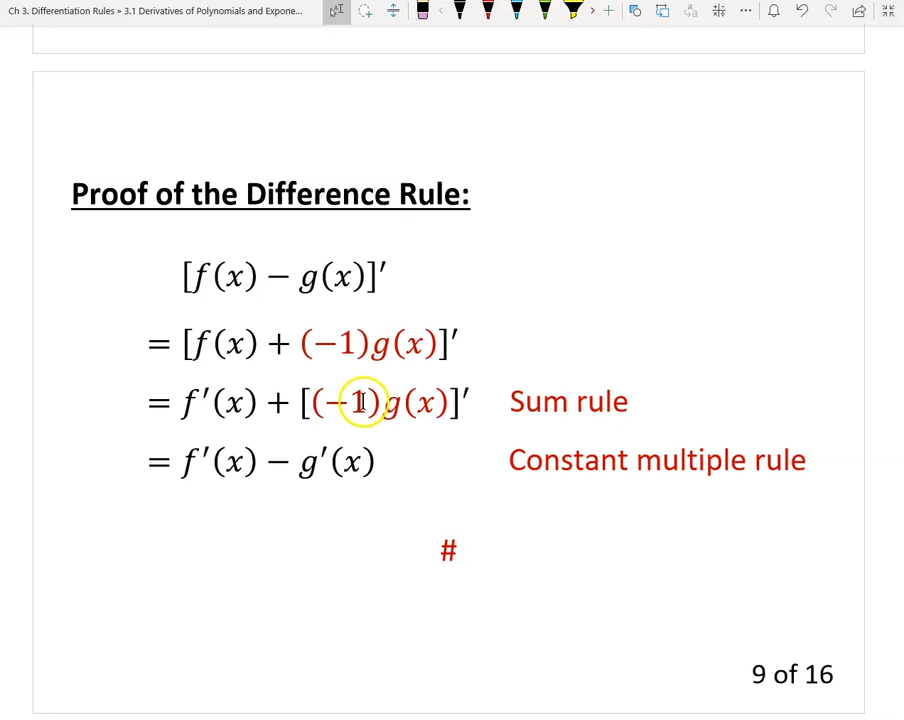 Ch 3. Differentiation Rules » 3.1 Derivatives of Polynomials and Expone...
Proof of the Difference Rule:
[f(x) − g(x)]′
= [f(x) + (−1)g(x)]′
= f′(x) + [(−1)g(x)]′ Sum rule
= f′(x) − g′(x) Constant multiple rule
#
9 of 16